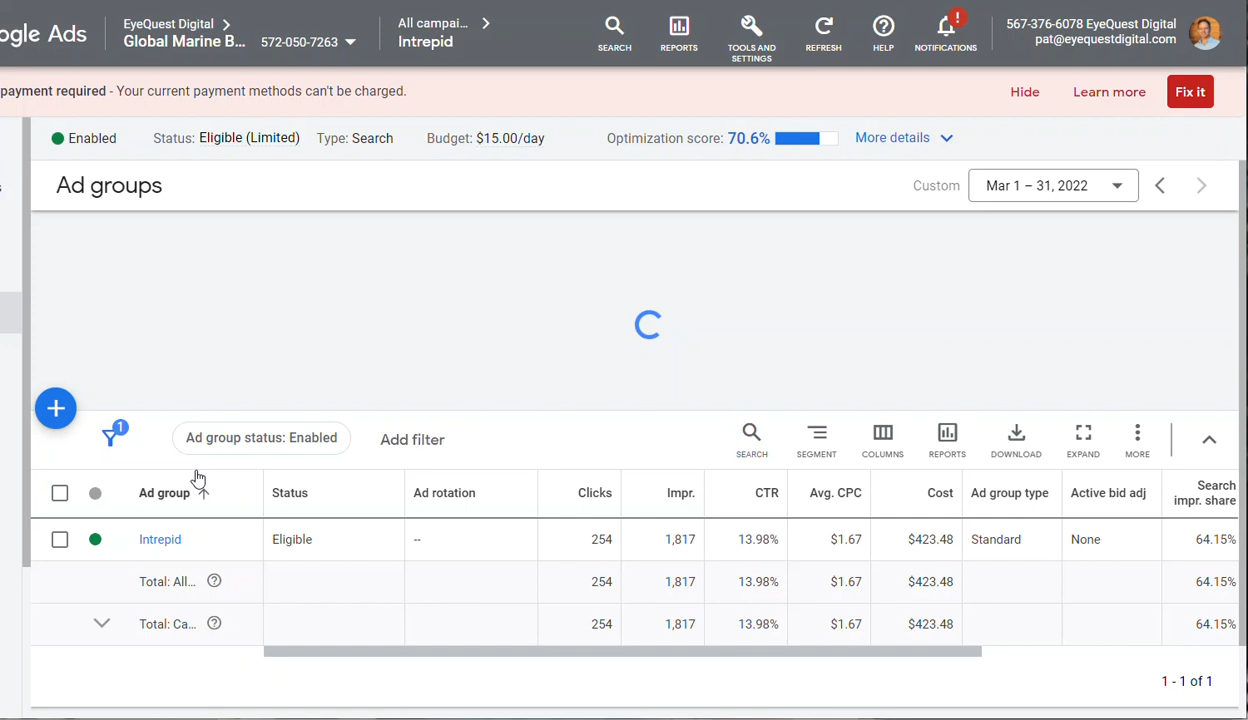 ogle Ads
EyeQuest Digital
Global Marine B... 572-050-7263
All campai...
Intrepid
SEARCH
REPORTS
TOOLS AND
SETTINGS
REFRESH
HELP
!
NOTIFICATIONS
567-376-6078 EyeQuest Digital
pat@eyequestdigital.com
payment required - Your current payment methods can't be charged.
Hide
Learn more
Fix it
Enabled
Status: Eligible (Limited)
Type: Search
Budget: $15.00/day
Optimization score: 70.6%
More details
Ad groups
Custom
Mar 1 – 31, 2022
1
Ad group status: Enabled
Add filter
SEARCH
SEGMENT
COLUMNS
REPORTS
DOWNLOAD
EXPAND
MORE
Ad group Status Ad rotation Clicks Impr. CTR Avg. CPC Cost Ad group type Active bid adj Search
impr. share
Intrepid Eligible -- 254 1,817 13.98% $1.67 $423.48 Standard None 64.15%
Total: All... ? 254 1,817 13.98% $1.67 $423.48 64.15%
Total: Ca... ? 254 1,817 13.98% $1.67 $423.48 64.15%
1 - 1 of 1